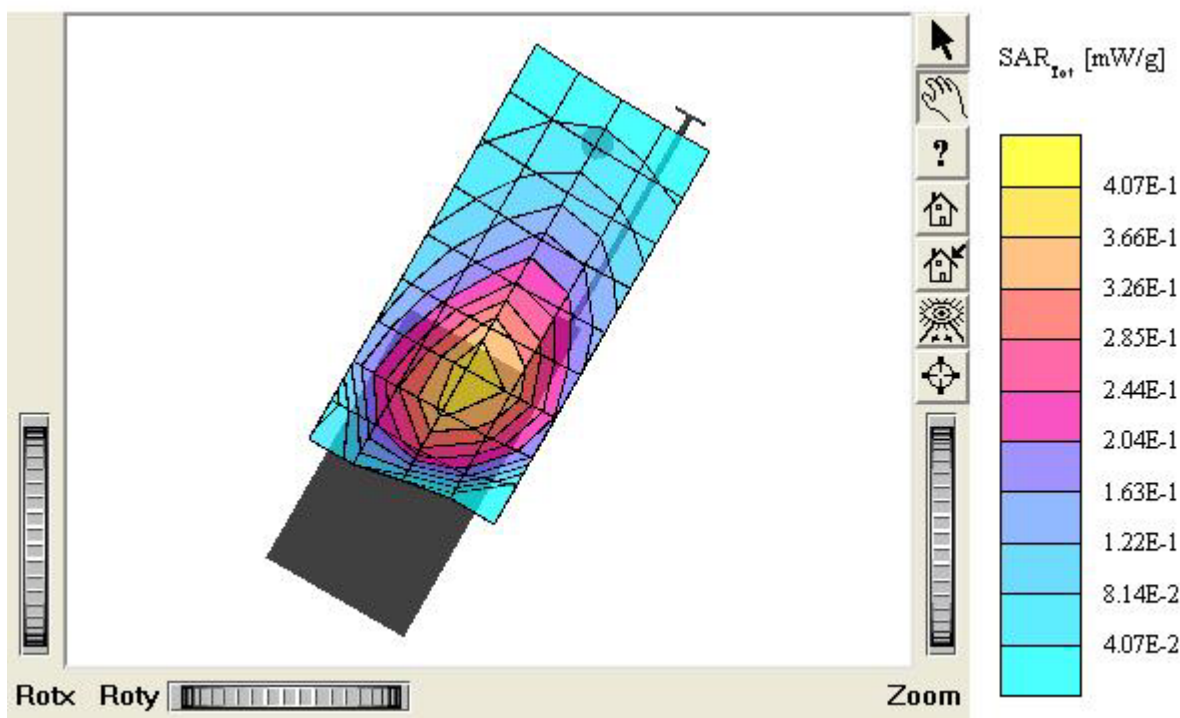 SARTot [mW/g]
?
4.07E-1
3.66E-1
3.26E-1
2.85E-1
2.44E-1
2.04E-1
1.63E-1
1.22E-1
8.14E-2
4.07E-2
Rotx Roty Zoom